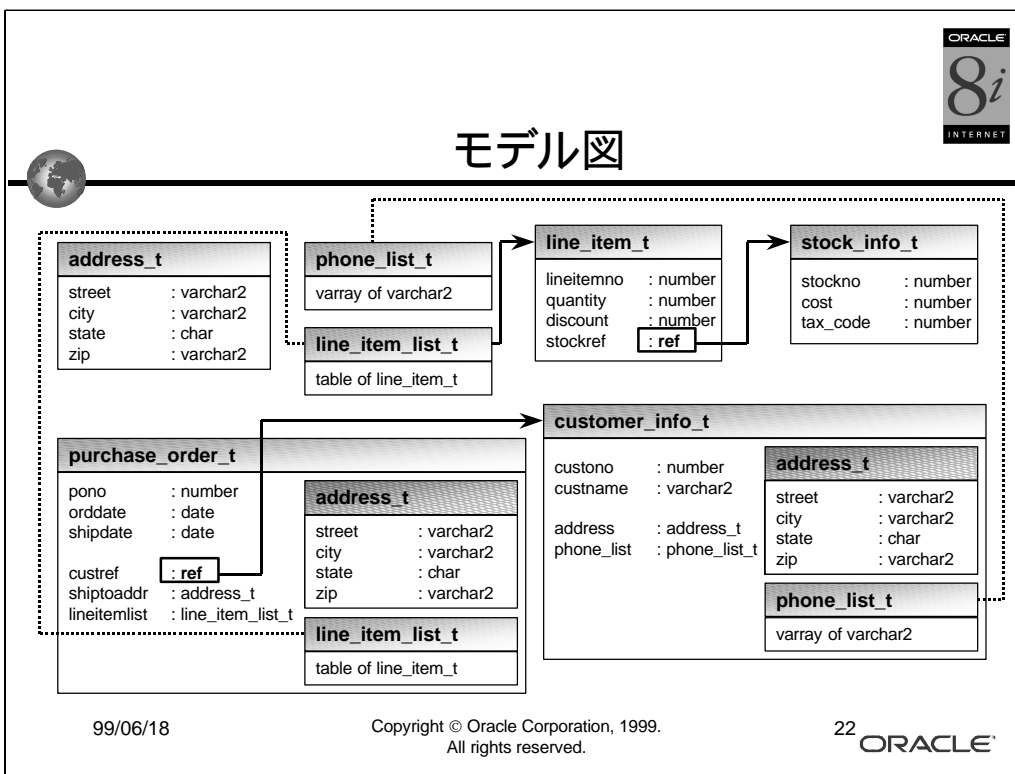 ORACLE
8i
INTERNET
モデル図
address_t
street : varchar2
city : varchar2
state : char
zip : varchar2
phone_list_t
varray of varchar2
line_item_list_t
table of line_item_t
line_item_t
lineitemno : number
quantity : number
discount : number
stockref : ref
stock_info_t
stockno : number
cost : number
tax_code : number
purchase_order_t
pono : number
orddate : date
shipdate : date
custref : ref
shiptoaddr : address_t
lineitemlist : line_item_list_t
address_t
street : varchar2
city : varchar2
state : char
zip : varchar2
line_item_list_t
table of line_item_t
customer_info_t
custono : number
custname : varchar2
address : address_t
phone_list : phone_list_t
address_t
street : varchar2
city : varchar2
state : char
zip : varchar2
phone_list_t
varray of varchar2
99/06/18
Copyright © Oracle Corporation, 1999.
All rights reserved.
22
ORACLE